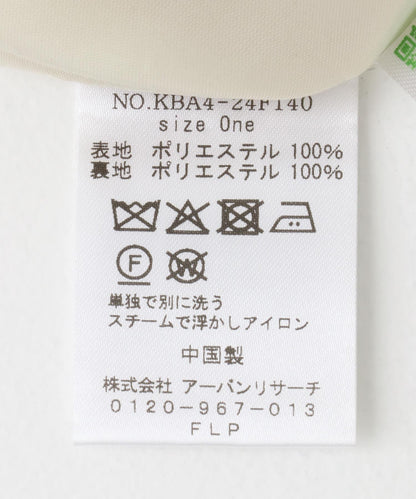 NO.KBA4-24F140
size One
表地 ポリエステル 100%
裏地 ポリエステル 100%
F W
単独で別に洗う
スチームで浮かしアイロン
中国製
株式会社 アーバンリサーチ
0120-967-013
FLP